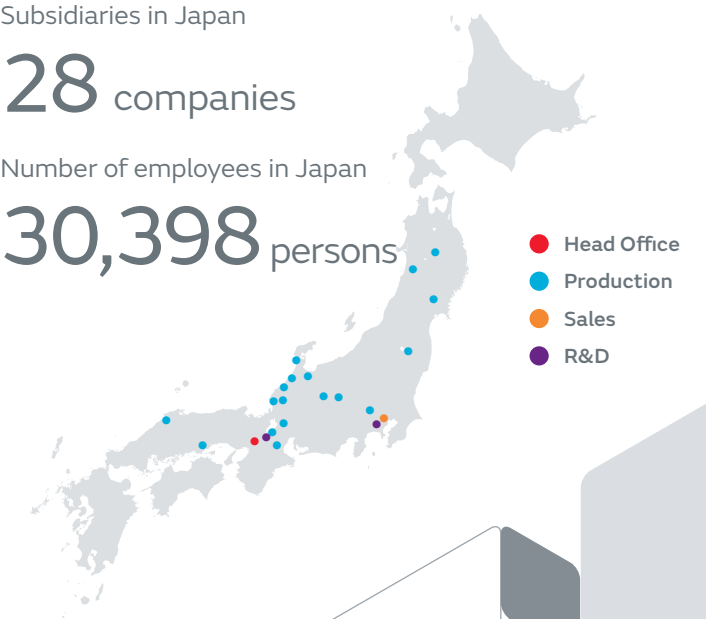 Subsidiaries in Japan
28 companies
Number of employees in Japan
30,398 persons
Head Office
Production
Sales
R&D